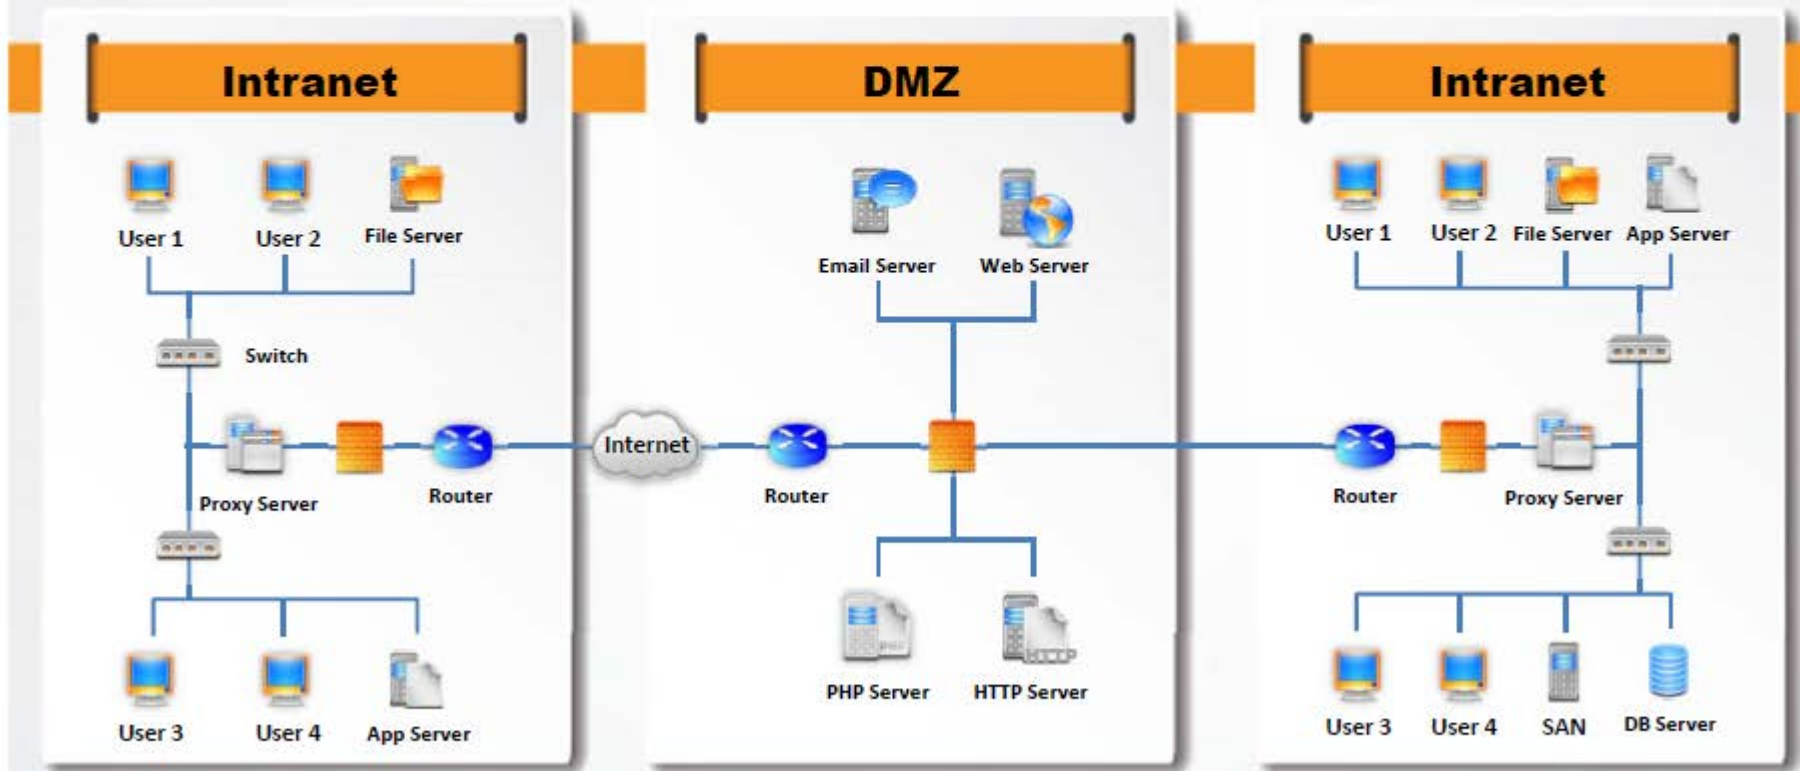 Intranet
User 1
User 2
File Server
Switch
Proxy Server
Router
User 3
User 4
App Server
Internet
DMZ
Email Server
Web Server
Router
PHP Server
HTTP Server
Intranet
User 1
User 2
File Server
App Server
Router
Proxy Server
User 3
User 4
SAN
DB Server